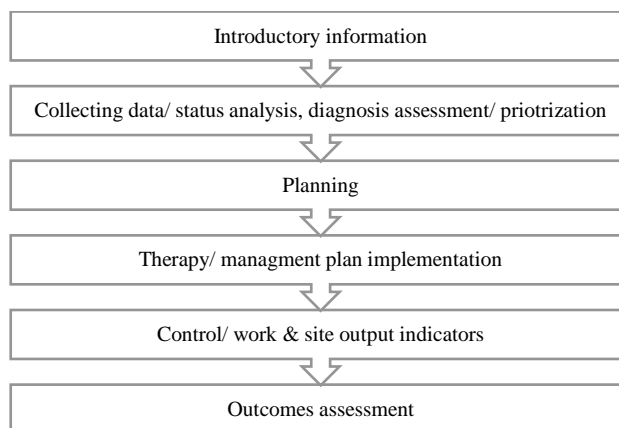 Introductory information
Collecting data/ status analysis, diagnosis assessment/ priotrization
Planning
Therapy/ managment plan implementation
Control/ work & site output indicators
Outcomes assessment